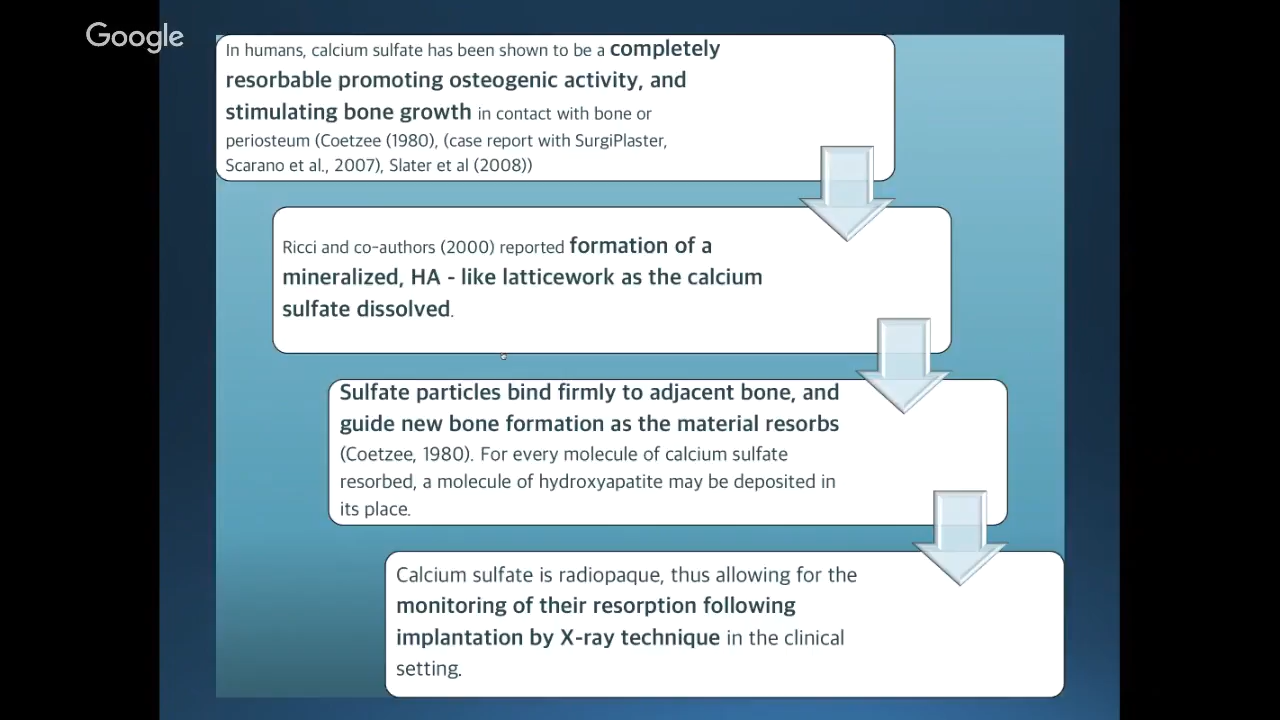 Google
In humans, calcium sulfate has been shown to be a completely
resorbable promoting osteogenic activity, and
stimulating bone growth in contact with bone or
periosteum (Coetzee (1980), (case report with SurgiPlaster,
Scarano et al., 2007), Slater et al (2008))
Ricci and co-authors (2000) reported formation of a
mineralized, HA - like latticework as the calcium
sulfate dissolved.
Sulfate particles bind firmly to adjacent bone, and
guide new bone formation as the material resorbs
(Coetzee, 1980). For every molecule of calcium sulfate
resorbed, a molecule of hydroxyapatite may be deposited in
its place.
Calcium sulfate is radiopaque, thus allowing for the
monitoring of their resorption following
implantation by X-ray technique in the clinical
setting.